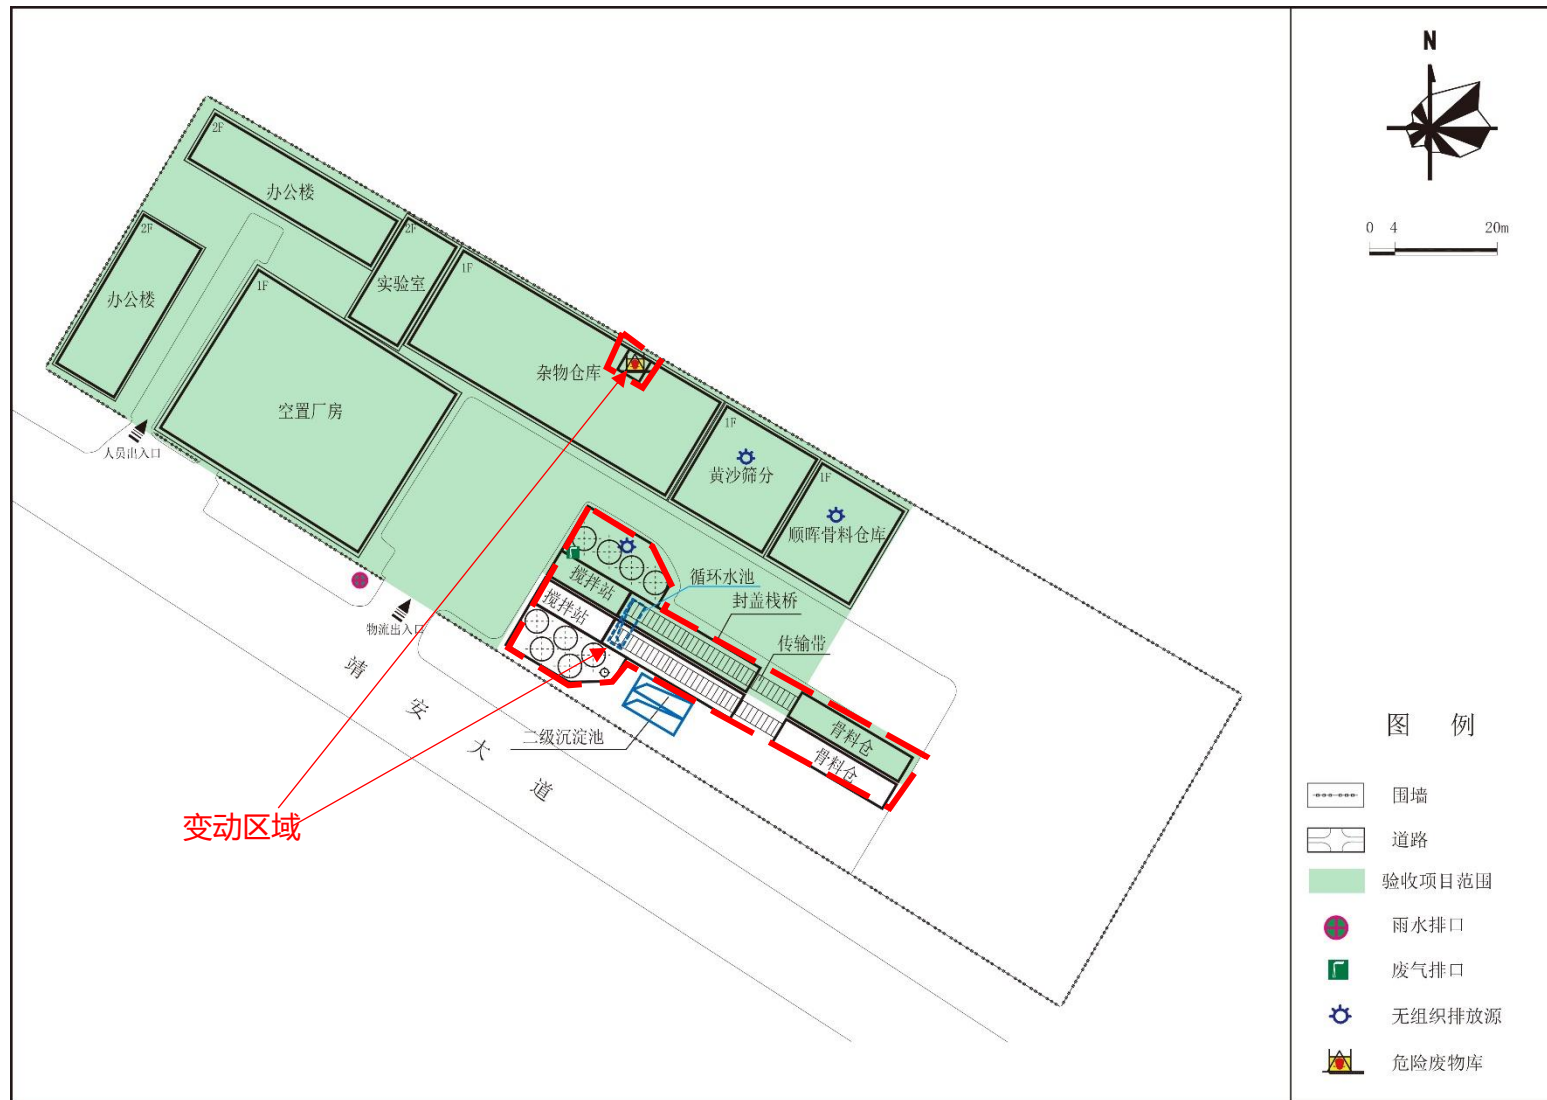 N
0 4 20m
2F
办公楼
2F
办公楼
2F
实验室
1F
1F
空置厂房
杂物仓库
1F
黄沙筛分
1F
顺晖骨料仓库
人员出入口
物流出入口
搅拌站
搅拌站
循环水池
封盖栈桥
传输带
二级沉淀池
骨料仓
骨料仓
靖安大道
变动区域
图 例
围墙
道路
验收项目范围
雨水排口
废气排口
无组织排放源
危险废物库